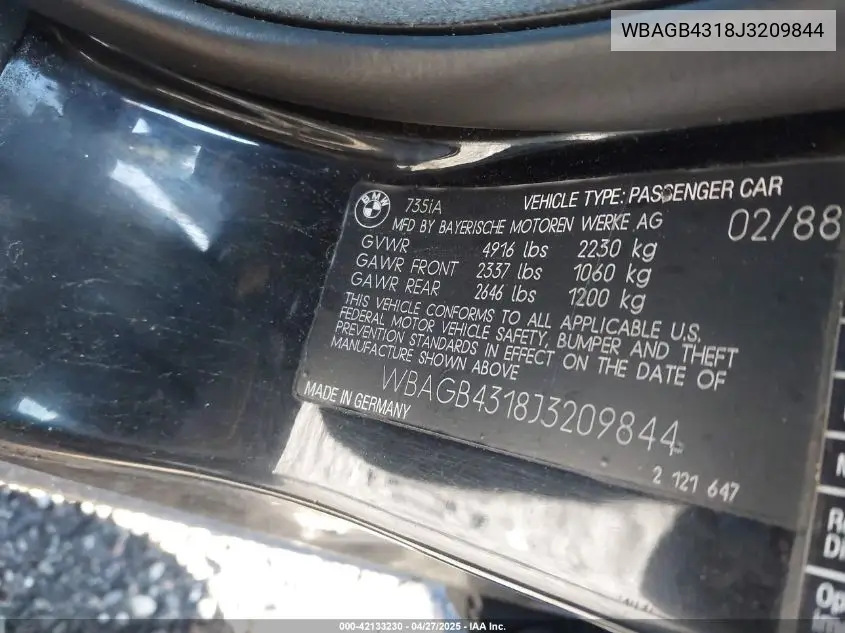 WBAGB4318J3209844
BMW
735iA
VEHICLE TYPE: PASSENGER CAR
MFD BY BAYERISCHE MOTOREN WERKE AG
02/88
GVWR 4916 lbs 2230 kg
GAWR FRONT 2337 lbs 1060 kg
GAWR REAR 2646 lbs 1200 kg
THIS VEHICLE CONFORMS TO ALL APPLICABLE U.S.
FEDERAL MOTOR VEHICLE SAFETY, BUMPER AND THEFT
PREVENTION STANDARDS IN EFFECT ON THE DATE OF
MANUFACTURE SHOWN ABOVE
WBAGB4318J3209844
MADE IN GERMANY
2 121 647
Op
000-42133230 - 04/27/2025 - IAA, Inc.